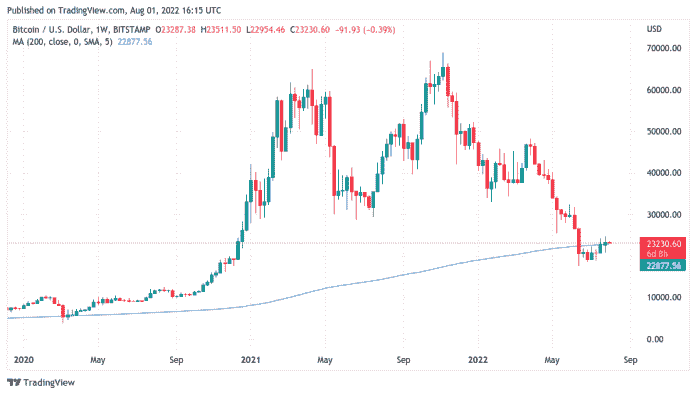 Published on TradingView.com, Aug 01, 2022 16:15 UTC
Bitcoin / U.S. Dollar, 1W, BITSTAMP O23287.38 H23511.50 L22954.46 C23230.60 -91.93 (-0.39%)
MA (200, close, 0, SMA, 5) 22877.56
USD
70000.00
60000.00
50000.00
40000.00
30000.00
23230.60
6d 8h
22877.56
10000.00
0.00
2020 May Sep 2021 May Sep 2022 May Sep
TradingView